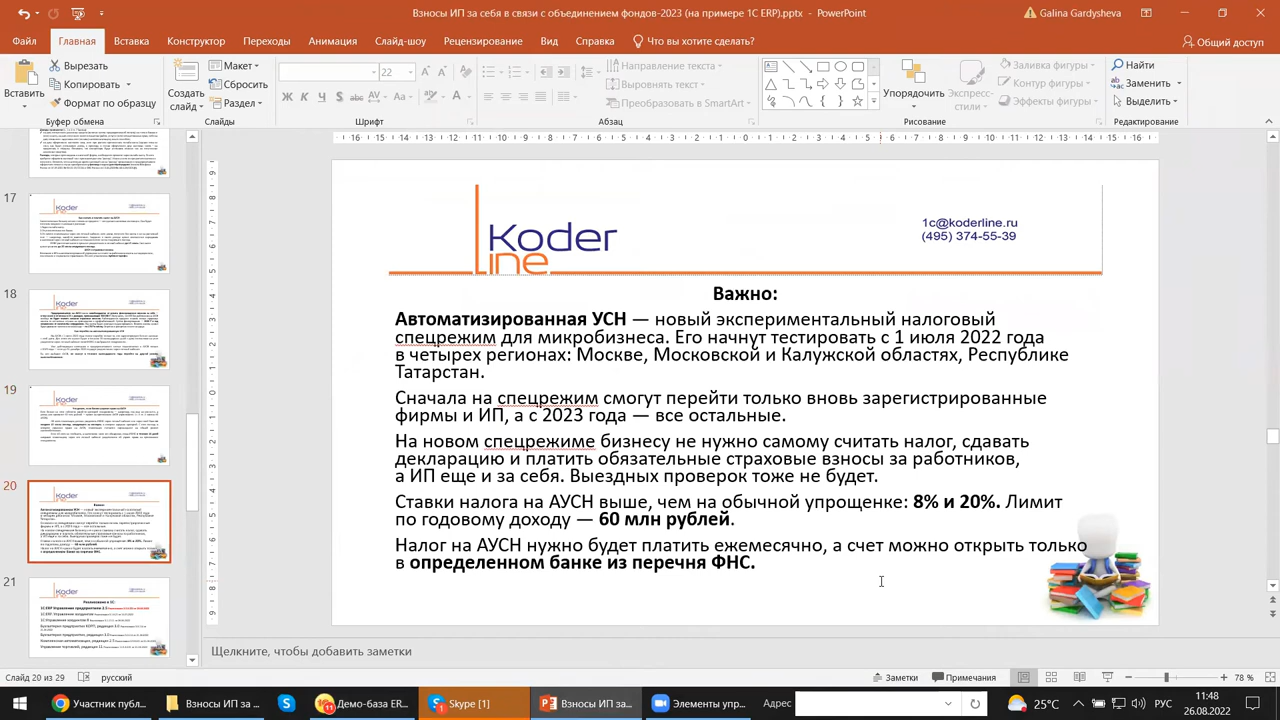 Взносы ИП за себя 2022 (в 1С ERP).pptx - PowerPoint
Galina Gardysheva
Файл Главная Вставка Конструктор Переходы Анимация Слайд-шоу Рецензирование Вид Справка Что вы хотите сделать? Общий доступ
Вставить
Вырезать
Копировать
Формат по образцу
Буфер обмена
Создать слайд
Макет
Сбросить
Раздел
Слайды
22
Ж К Ч S abc AV Aa A
Шрифт
Направление текста
Выровнять текст
Преобразовать в SmartArt
Абзац
Упорядочить
Экспресс-стили
Заливка фигуры
Контур фигуры
Эффекты фигуры
Рисование
Найти
Заменить
Выделить
Редактирование
17
18
19
20
21
Koder
line
1c@koderline.ru
(495) 374-55-39
Важно:
Автоматизированная УСН — новый экспериментальный налоговый
спецрежим для микробизнеса. Его начнут тестировать с 1 июля 2022 года
в четырех регионах: Москве, Московской и Калужской областях, Республике
Татарстан.
Сначала на спецрежим смогут перейти только вновь зарегистрированные
фирмы и ИП, а с 2023 года — все остальные.
На новом спецрежиме бизнесу не нужно самому считать налог, сдавать
декларацию и платить обязательные страховые взносы за работников,
а ИП еще и за себя. Выездных проверок тоже не будет.
Ставки налога на АУСН выше, чем на обычной упрощенке: 8% и 20%. Лимит
по годовому доходу — 60 млн рублей.
Налог на АУСН нужно будет платить ежемесячно, а счет можно открыть только
в определенном банке из перечня ФНС.
Щелкните, чтобы добавить заметки
Слайд 20 из 29 русский Заметки Примечания 78 %
Участник публ... Взносы ИП за ... Демо-база ER... Skype [1] Взносы ИП за... Элементы упр... Адрес 25°C РУС
11:48
26.08.2022